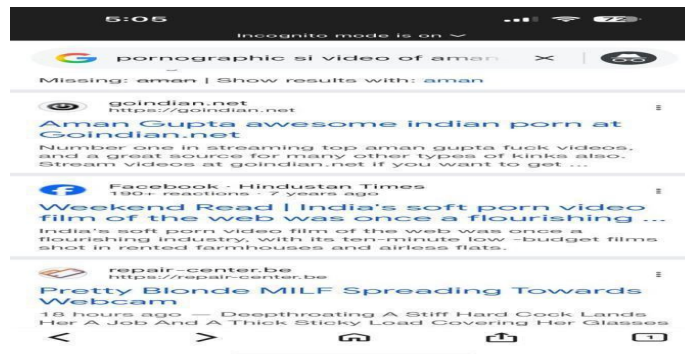 5:05
72
Incognito mode is on
pornographic si video of aman
Missing: aman | Show results with: aman
goindian.net
https://goindian.net
Aman Gupta awesome indian porn at
Goindian.net
Number one in streaming top aman gupta fuck videos,
and a great source for many other types of kinks also.
Stream videos at goindian.net if you want to get ...
Facebook · Hindustan Times
190+ reactions · 7 years ago
Weekend Read | India's soft porn video
film of the web was once a flourishing ...
India's soft porn video film of the web was once a
flourishing industry, with its ten-minute low -budget films
shot in rented farmhouses and airless flats.
repair-center.be
https://repair-center.be
Pretty Blonde MILF Spreading Towards
Webcam
18 hours ago — Deepthroating A Stiff Hard Cock Lands
Her A Job And A Thick Sticky Load Covering Her Glasses
1